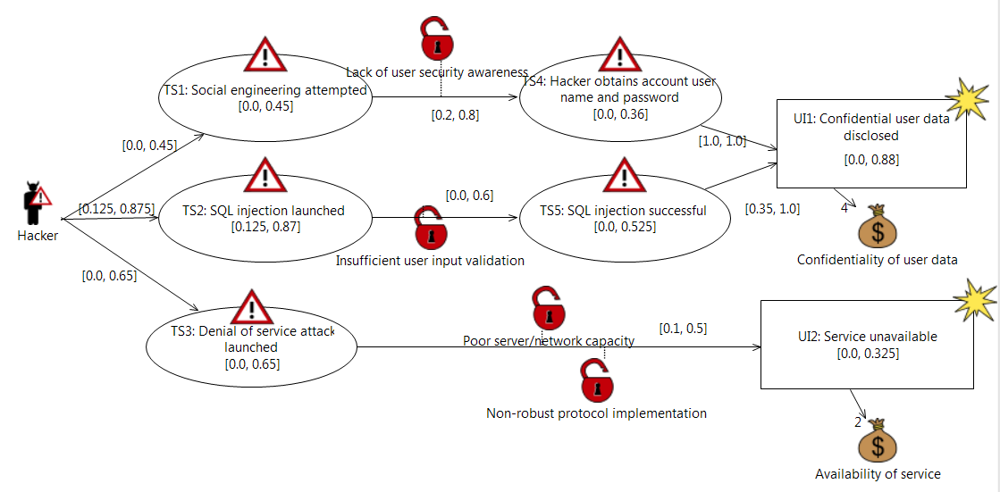 Lack of user security awareness
TS1: Social engineering attempted
[0.0, 0.45]
TS4: Hacker obtains account user
name and password
[0.0, 0.36]
[0.2, 0.8]
UI1: Confidential user data
disclosed
[0.0, 0.88]
[0.0, 0.45]
[1.0, 1.0]
[0.125, 0.875]
TS2: SQL injection launched
[0.125, 0.87]
[0.0, 0.6]
TS5: SQL injection successful
[0.0, 0.525]
[0.35, 1.0]
4
Hacker
Insufficient user input validation
Confidentiality of user data
[0.0, 0.65]
TS3: Denial of service attack
launched
[0.0, 0.65]
Poor server/network capacity
[0.1, 0.5]
UI2: Service unavailable
[0.0, 0.325]
Non-robust protocol implementation
2
Availability of service